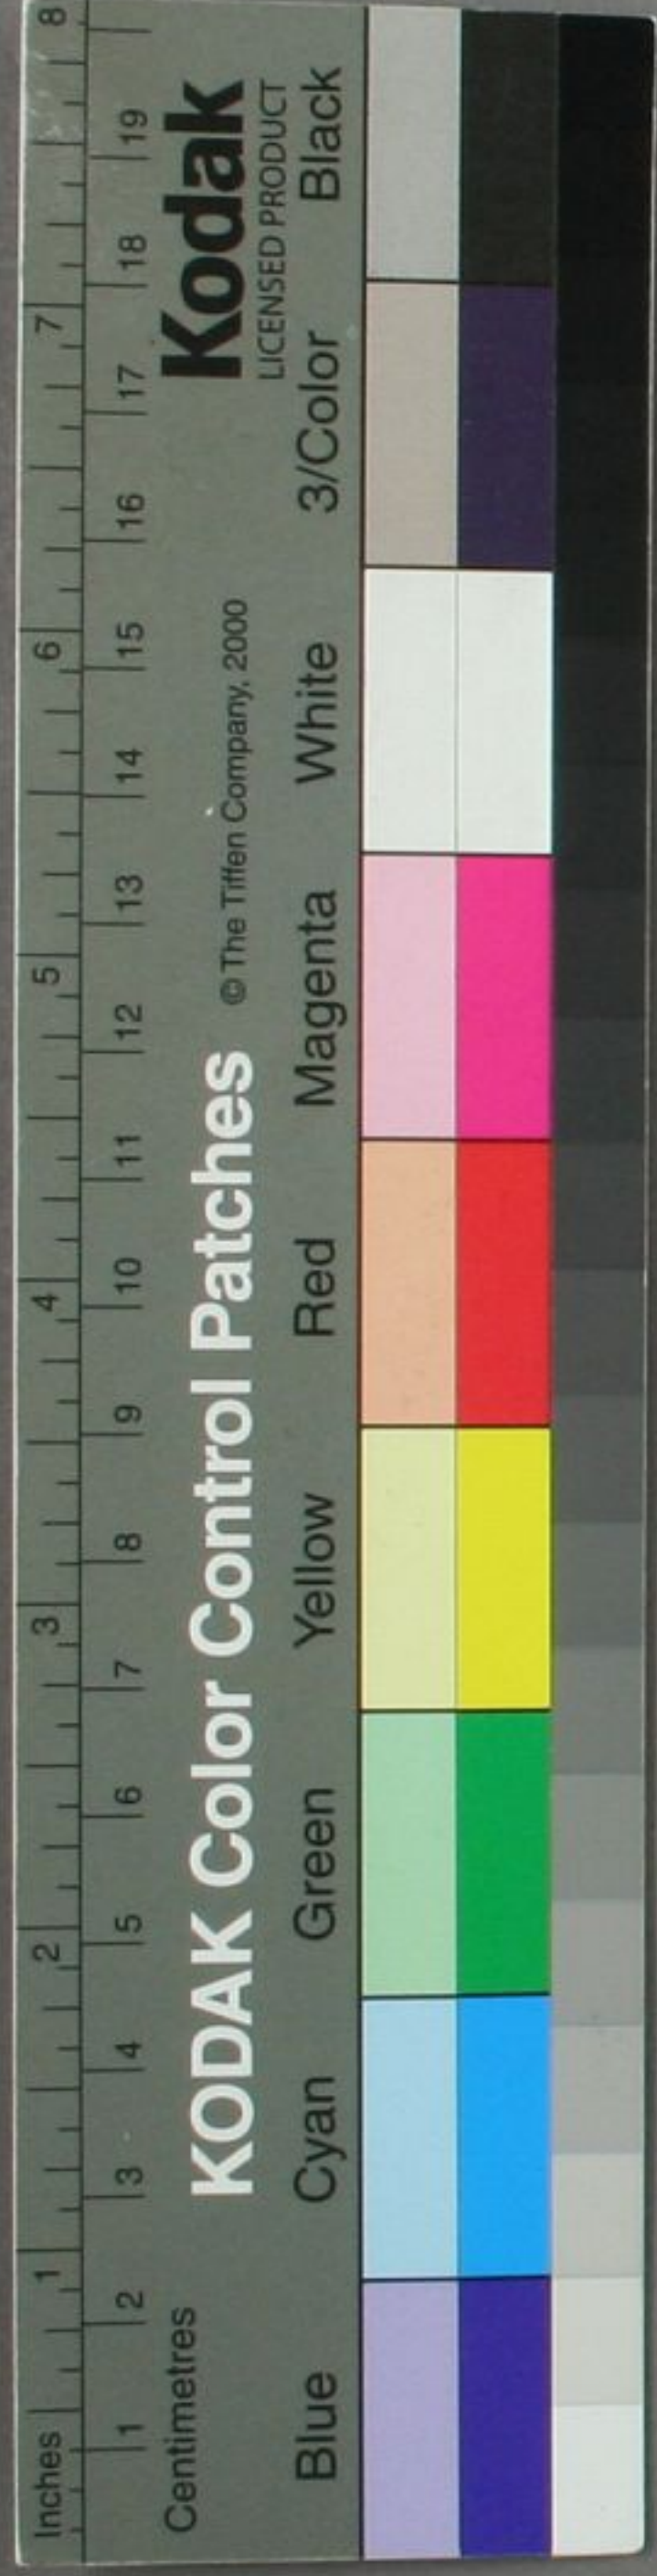 Inches 1 2 3 4 5 6 7 8
1 2 3 4 5 6 7 8 9 10 11 12 13 14 15 16 17 18 19
Centimetres
KODAK Color Control Patches © The Tiffen Company, 2000 Kodak
LICENSED PRODUCT
Blue Cyan Green Yellow Red Magenta White 3/Color Black